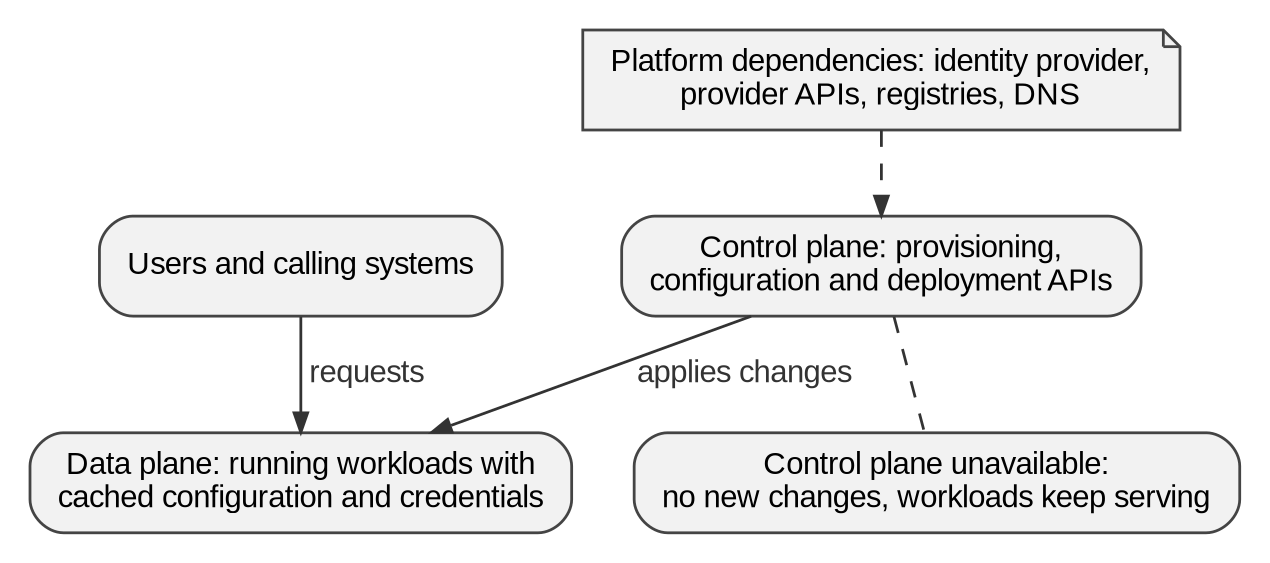 Platform dependencies: identity provider,
provider APIs, registries, DNS
Users and calling systems
Control plane: provisioning,
configuration and deployment APIs
requests
applies changes
Data plane: running workloads with
cached configuration and credentials
Control plane unavailable:
no new changes, workloads keep serving